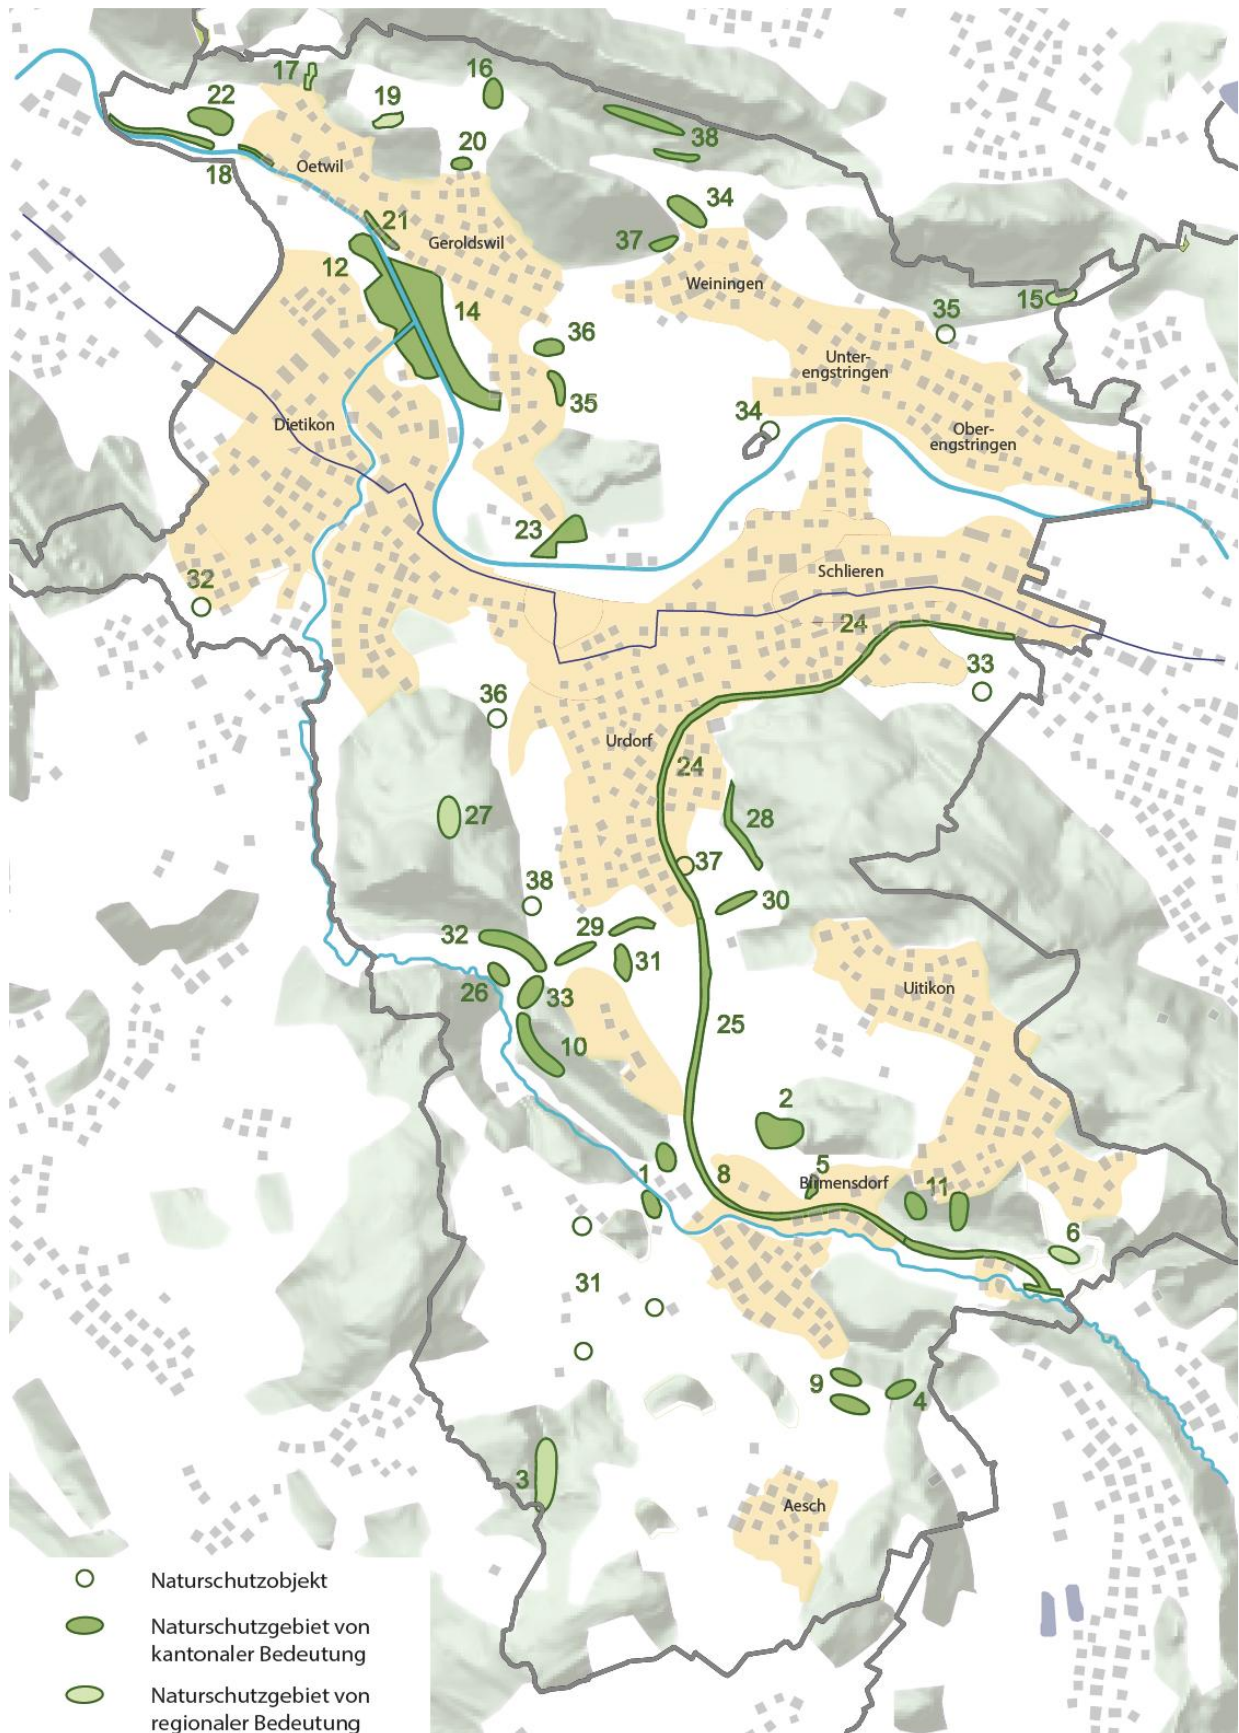 17
16
22
19
38
20
18
Oetwil
34
21
Geroldswil
37
12
Weiningen
14
15
35
36
Unter-
engstringen
35
34
Dietikon
Ober-
engstringen
23
Schlieren
32
24
33
36
Urdorf
24
27
28
37
38
30
32
29
31
26
33
Uitikon
25
10
2
1
8
5
Birmensdorf
11
6
31
9
4
3
Aesch
Naturschutzobjekt
Naturschutzgebiet von
kantonaler Bedeutung
Naturschutzgebiet von
regionaler Bedeutung